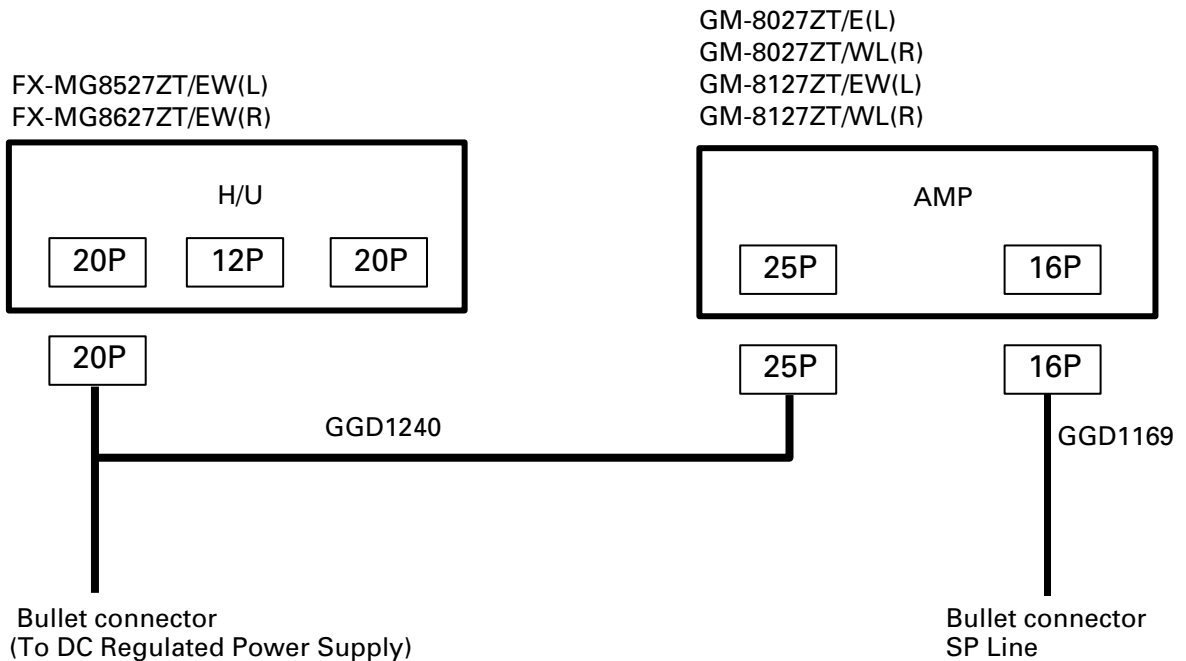 GM-8027ZT/E(L)
GM-8027ZT/WL(R)
GM-8127ZT/EW(L)
GM-8127ZT/WL(R)
FX-MG8527ZT/EW(L)
FX-MG8627ZT/EW(R)
H/U
20P
12P
20P
AMP
25P
16P
20P
25P
16P
GGD1240
GGD1169
Bullet connector
(To DC Regulated Power Supply)
Bullet connector
SP Line